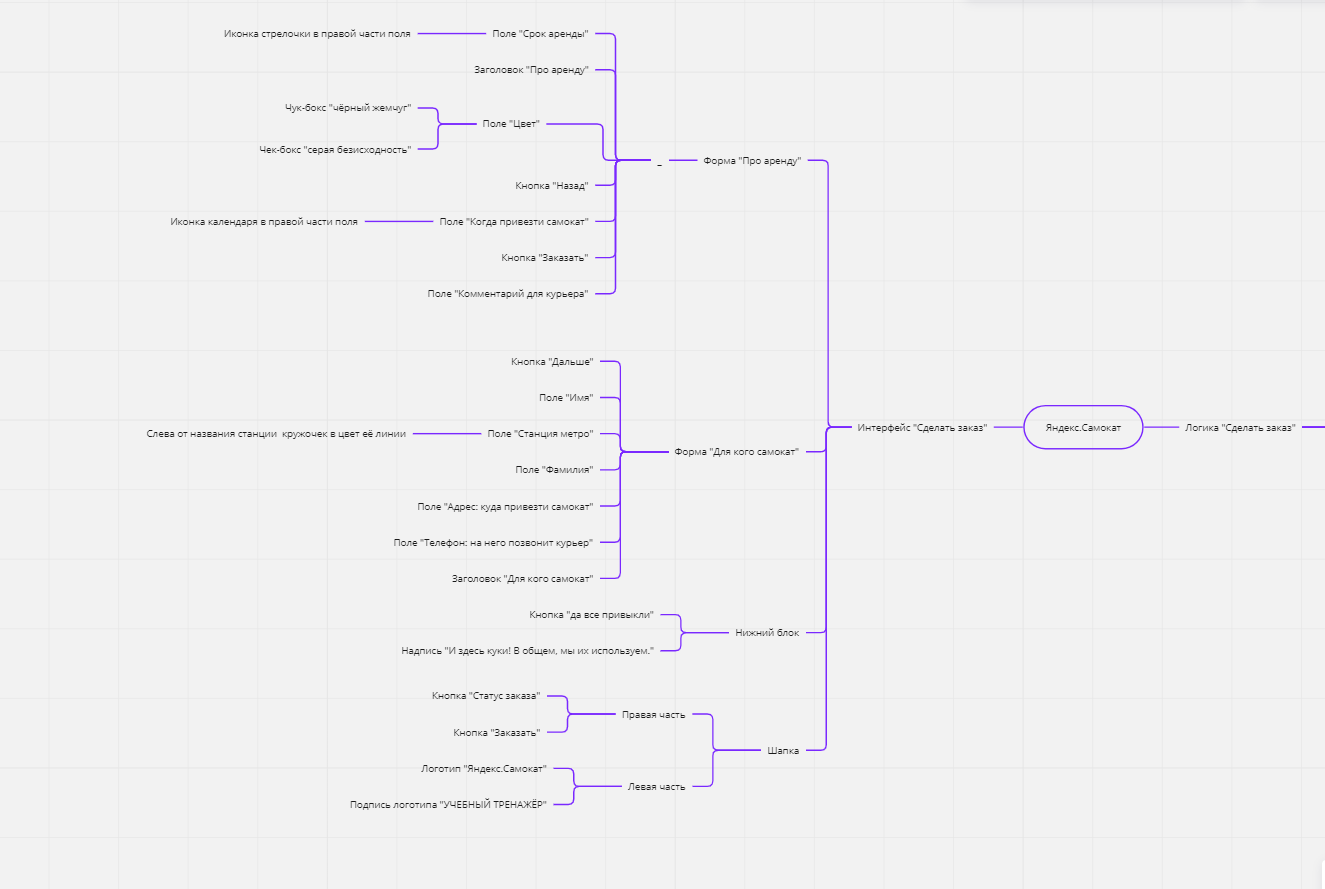 Иконка стрелочки в правой части поля
Поле "Срок аренды"
Заголовок "Про аренду"
Чук-бокс "чёрный жемчуг"
Поле "Цвет"
Чек-бокс "серая безисходность"
_
Форма "Про аренду"
Кнопка "Назад"
Иконка календаря в правой части поля
Поле "Когда привезти самокат"
Кнопка "Заказать"
Поле "Комментарий для курьера"
Кнопка "Дальше"
Поле "Имя"
Слева от названия станции кружочек в цвет её линии
Поле "Станция метро"
Форма "Для кого самокат"
Поле "Фамилия"
Поле "Адрес: куда привезти самокат"
Поле "Телефон: на него позвонит курьер"
Заголовок "Для кого самокат"
Интерфейс "Сделать заказ"
Яндекс.Самокат
Логика "Сделать заказ"
Кнопка "да все привыкли"
Нижний блок
Надпись "И здесь куки! В общем, мы их используем."
Кнопка "Статус заказа"
Правая часть
Кнопка "Заказать"
Шапка
Логотип "Яндекс.Самокат"
Левая часть
Подпись логотипа "УЧЕБНЫЙ ТРЕНАЖЁР"